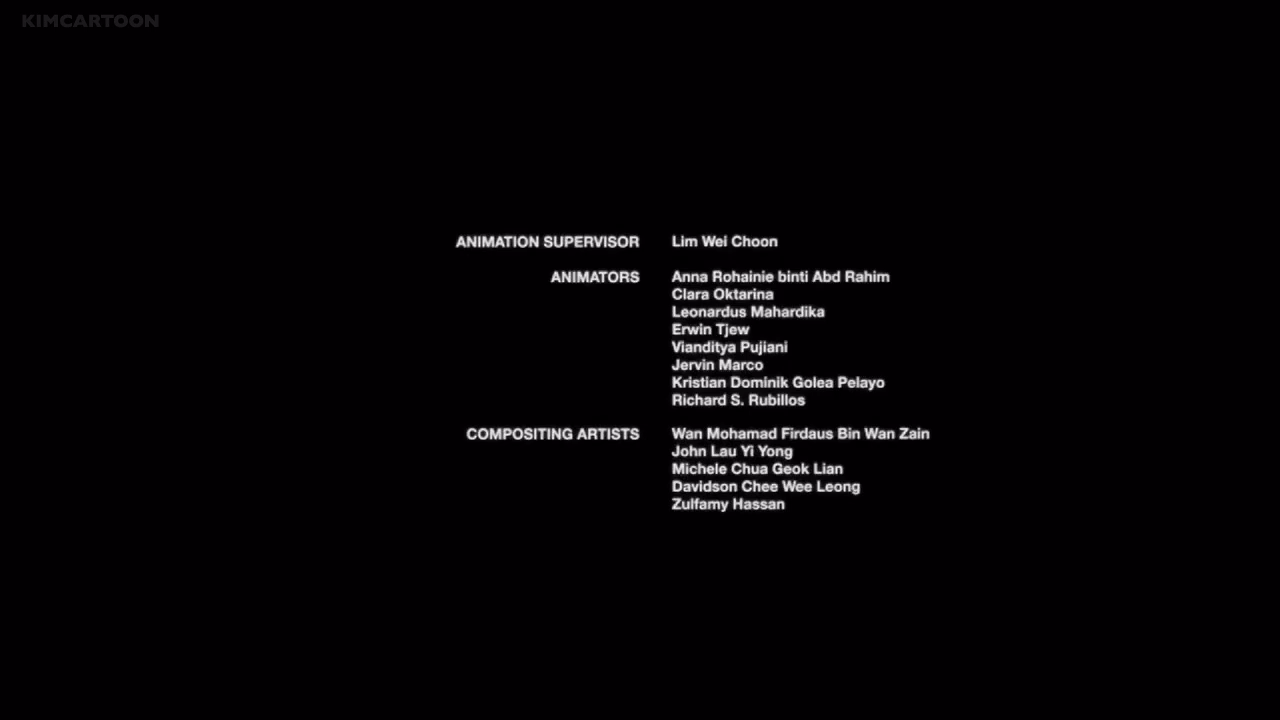 KIMCARTOON
ANIMATION SUPERVISOR Lim Wei Choon
ANIMATORS Anna Rohainie binti Abd Rahim
Clara Oktarina
Leonardus Mahardika
Erwin Tjew
Vianditya Pujiani
Jervin Marco
Kristian Dominik Golea Pelayo
Richard S. Rubillos
COMPOSITING ARTISTS Wan Mohamad Firdaus Bin Wan Zain
John Lau Yi Yong
Michele Chua Geok Lian
Davidson Chee Wee Leong
Zulfamy Hassan